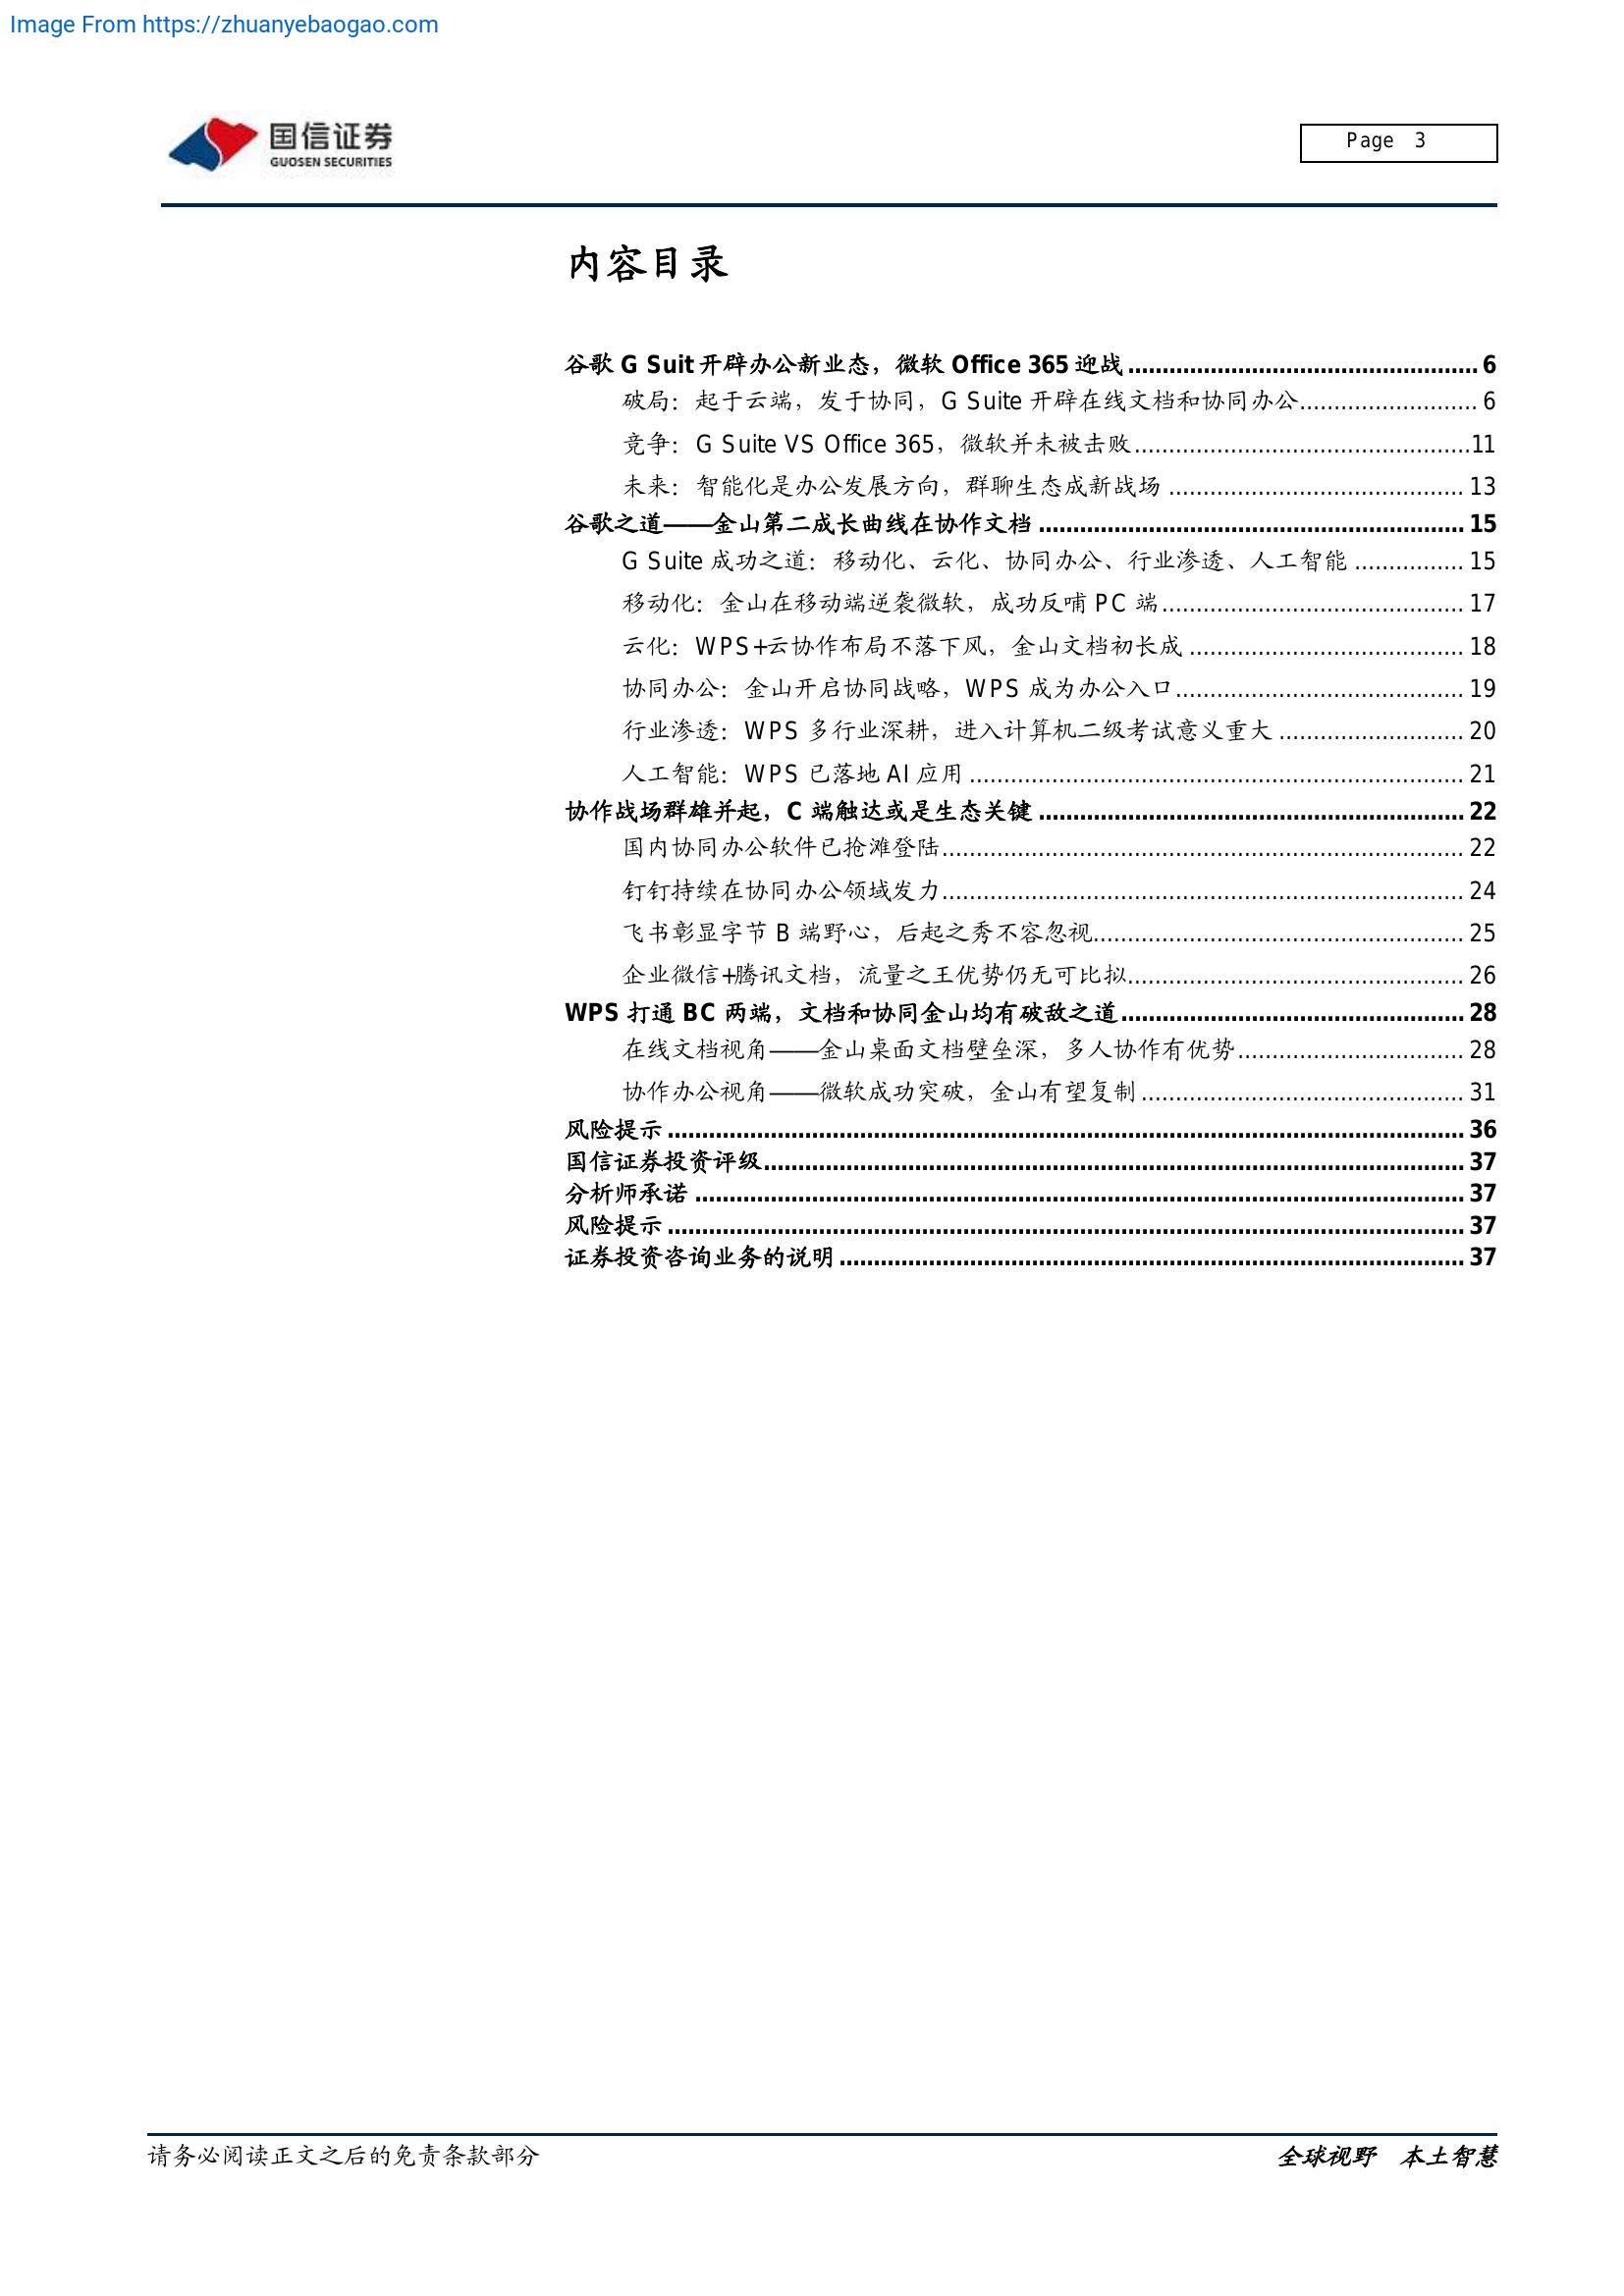 Image From https://zhuanyebaogao.com
国信证券
GUOSEN SECURITIES
Page 3
内容目录
谷歌 G Suit 开辟办公新业态，微软 Office 365 迎战 ................................................... 6
破局：起于云端，发于协同，G Suite 开辟在线文档和协同办公.......................... 6
竞争：G Suite VS Office 365，微软并未被击败.................................................11
未来：智能化是办公发展方向，群聊生态成新战场 ........................................... 13
谷歌之道——金山第二成长曲线在协作文档 .............................................................. 15
G Suite 成功之道：移动化、云化、协同办公、行业渗透、人工智能 ................ 15
移动化：金山在移动端逆袭微软，成功反哺 PC 端............................................ 17
云化：WPS+云协作布局不落下风，金山文档初长成 ........................................ 18
协同办公：金山开启协同战略，WPS 成为办公入口.......................................... 19
行业渗透：WPS 多行业深耕，进入计算机二级考试意义重大 ........................... 20
人工智能：WPS 已落地 AI 应用 ........................................................................ 21
协作战场群雄并起，C 端触达或是生态关键 .............................................................. 22
国内协同办公软件已抢滩登陆............................................................................ 22
钉钉持续在协同办公领域发力............................................................................ 24
飞书彰显字节 B 端野心，后起之秀不容忽视...................................................... 25
企业微信+腾讯文档，流量之王优势仍无可比拟................................................. 26
WPS 打通 BC 两端，文档和协同金山均有破敌之道.................................................. 28
在线文档视角——金山桌面文档壁垒深，多人协作有优势................................. 28
协作办公视角——微软成功突破，金山有望复制 ............................................... 31
风险提示 .................................................................................................................... 36
国信证券投资评级...................................................................................................... 37
分析师承诺 ................................................................................................................ 37
风险提示 .................................................................................................................... 37
证券投资咨询业务的说明 ........................................................................................... 37
请务必阅读正文之后的免责条款部分
全球视野 本土智慧